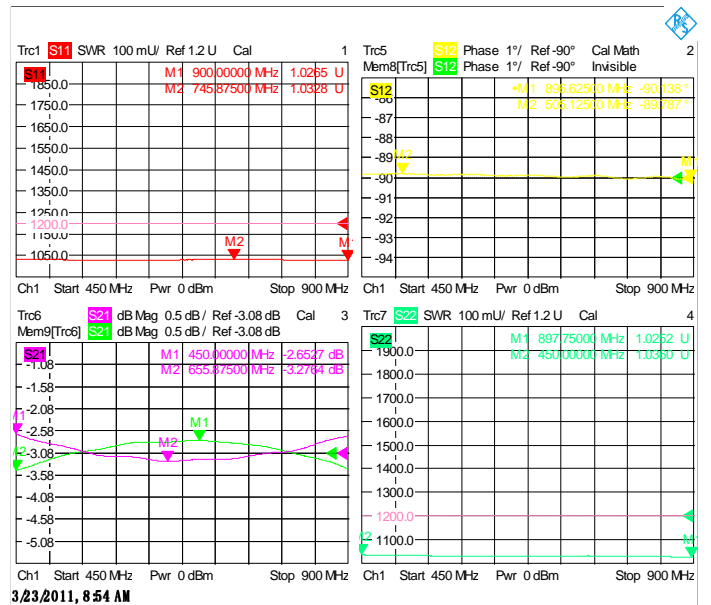 R&S
Trc1 S11 SWR 100 mU/ Ref 1.2 U Cal 1
S11
M1 900.00000 MHz 1.0265 U
M2 745.87500 MHz 1.0328 U
1850.0
1750.0
1650.0
1550.0
1450.0
1350.0
1250.0
1200.0
1150.0
1050.0
M2
M1
Ch1 Start 450 MHz Pwr 0 dBm Stop 900 MHz
Trc5 S12 Phase 1°/ Ref -90° Cal Math 2
Mem8[Trc5] S12 Phase 1°/ Ref -90° Invisible
S12
•M1 896.62500 MHz -90.138°
-86
-87
-88
-89
-90
-91
-92
-93
-94
M2
M
Ch1 Start 450 MHz Pwr 0 dBm Stop 900 MHz
Trc6 S21 dB Mag 0.5 dB/ Ref -3.08 dB Cal 3
Mem9[Trc6] S21 dB Mag 0.5 dB/ Ref -3.08 dB
S21
M1 450.00000 MHz -2.6527 dB
M2 655.87500 MHz -3.2764 dB
-1.08
-1.58
-2.08
-2.58
-3.08
-3.58
-4.08
-4.58
-5.08
M1
M2
Ch1 Start 450 MHz Pwr 0 dBm Stop 900 MHz
Trc7 S22 SWR 100 mU/ Ref 1.2 U Cal 4
S22
M1 897.75000 MHz 1.0252 U
M2 450.00000 MHz 1.0360 U
1900.0
1800.0
1700.0
1600.0
1500.0
1400.0
1300.0
1200.0
1100.0
M
Ch1 Start 450 MHz Pwr 0 dBm Stop 900 MHz
3/23/2011, 8:54 AM